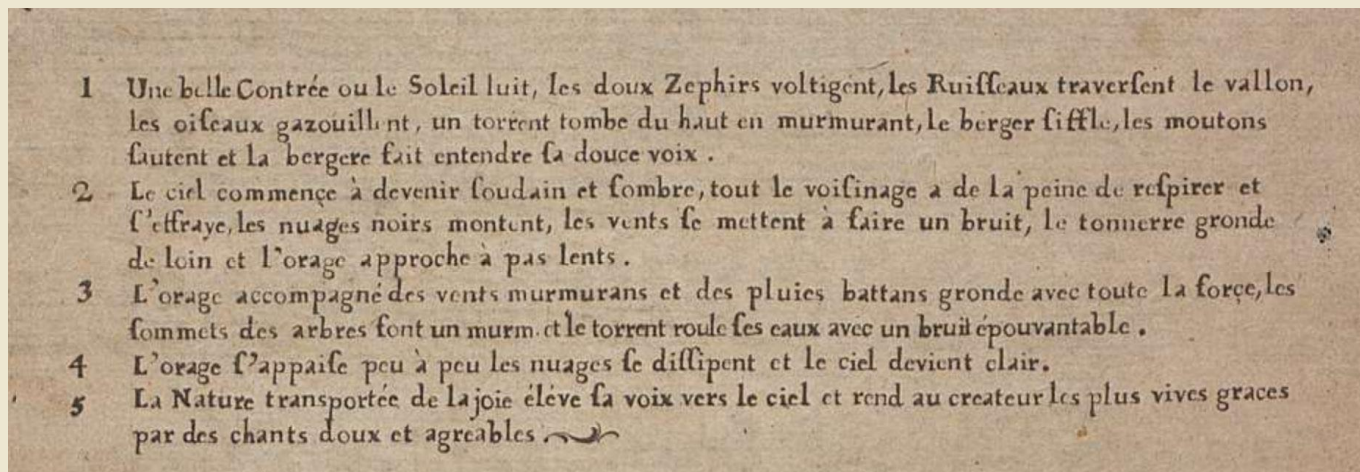 1 Une belle Contrée ou le Soleil luit, les doux Zephirs voltigent, les Ruiſſeaux traverſent le vallon,
les oiſeaux gazouillent, un torrent tombe du haut en murmurant, le berger ſiffle, les moutons
ſautent et la bergere fait entendre ſa douce voix.
2 Le ciel commençe à devenir ſoudain et ſombre, tout le voiſinage a de la peine de reſpirer et
ſ'effraye, les nuages noirs montent, les vents ſe mettent à faire un bruit, le tonnerre gronde
de loin et l'orage approche à pas lents.
3 L'orage accompagné des vents murmurans et des pluies battans gronde avec toute la forçe, les
ſommets des arbres font un murm. et le torrent roule ſes eaux avec un bruit épouvantable.
4 L'orage ſ'appaiſe peu à peu les nuages ſe diſſipent et le ciel devient clair.
5 La Nature transportée de la joie éléve ſa voix vers le ciel et rend au createur les plus vives graces
par des chants doux et agreables